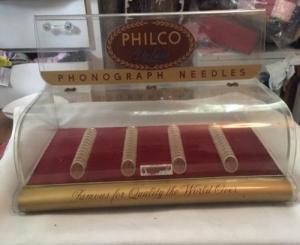 PHILCO
PHONOGRAPH NEEDLES
Famous for Quality the World Over